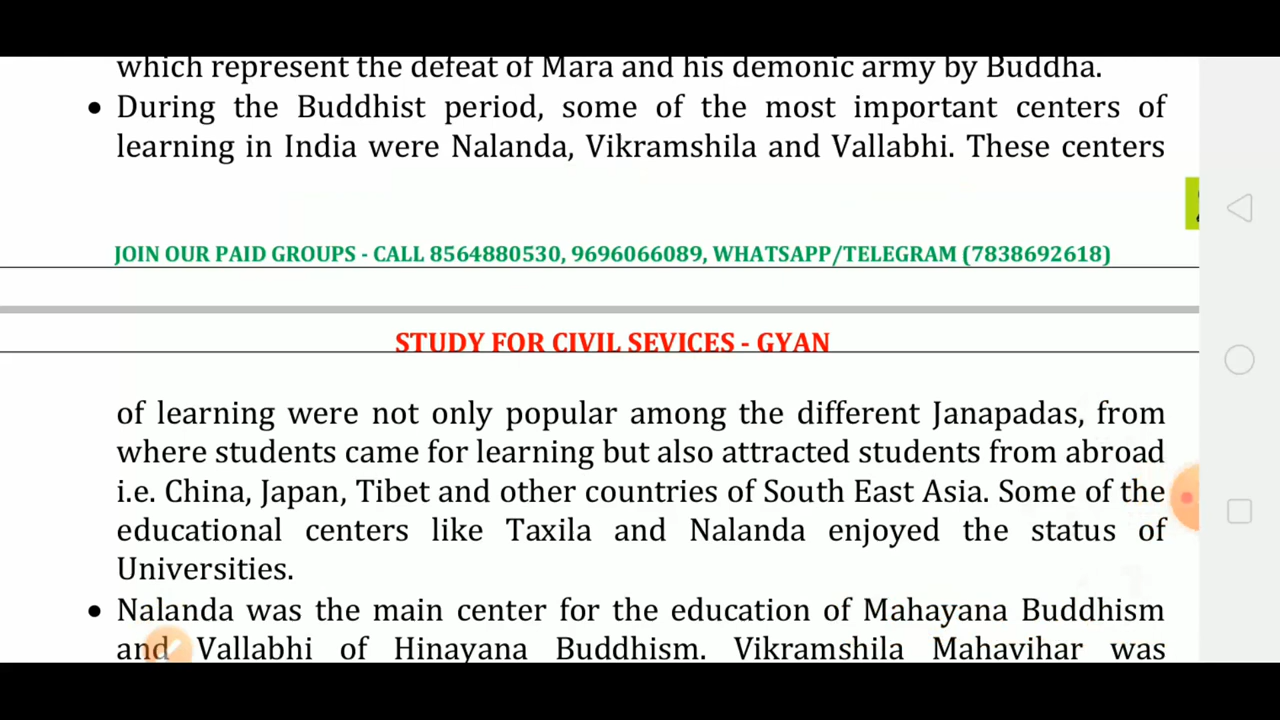 which represent the defeat of Mara and his demonic army by Buddha.
• During the Buddhist period, some of the most important centers of
learning in India were Nalanda, Vikramshila and Vallabhi. These centers
JOIN OUR PAID GROUPS - CALL 8564880530, 9696066089, WHATSAPP/TELEGRAM (7838692618)
STUDY FOR CIVIL SEVICES - GYAN
of learning were not only popular among the different Janapadas, from
where students came for learning but also attracted students from abroad
i.e. China, Japan, Tibet and other countries of South East Asia. Some of the
educational centers like Taxila and Nalanda enjoyed the status of
Universities.
• Nalanda was the main center for the education of Mahayana Buddhism
and Vallabhi of Hinayana Buddhism. Vikramshila Mahavihar was